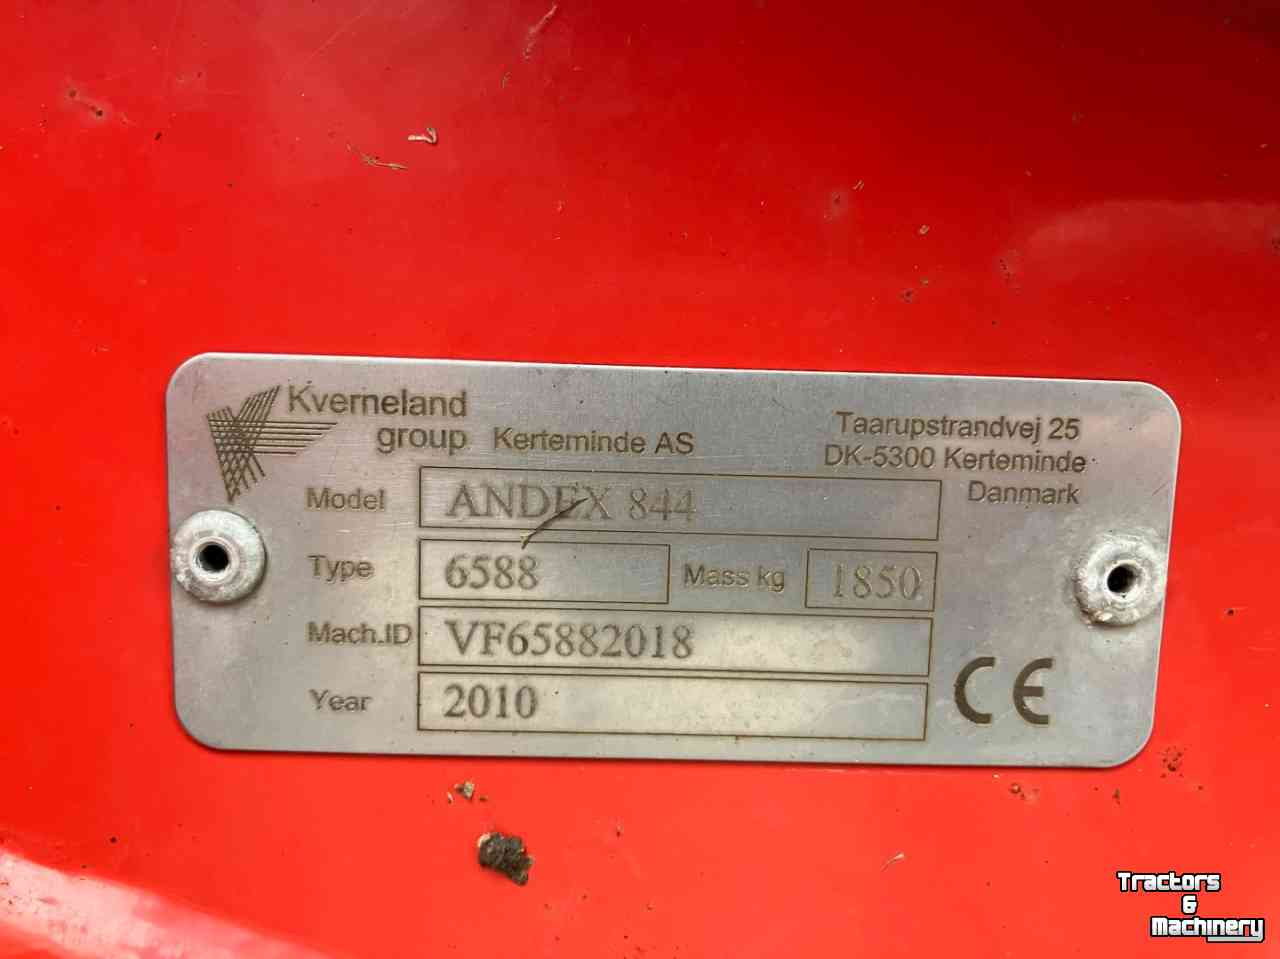 Kverneland
group Kerteminde AS
Taarupstrandvej 25
DK-5300 Kerteminde
Danmark
Model ANDEX 844
Type 6588 Mass kg 1850
Mach.ID VF65882018
Year 2010
CE
Tractors
&
Machinery